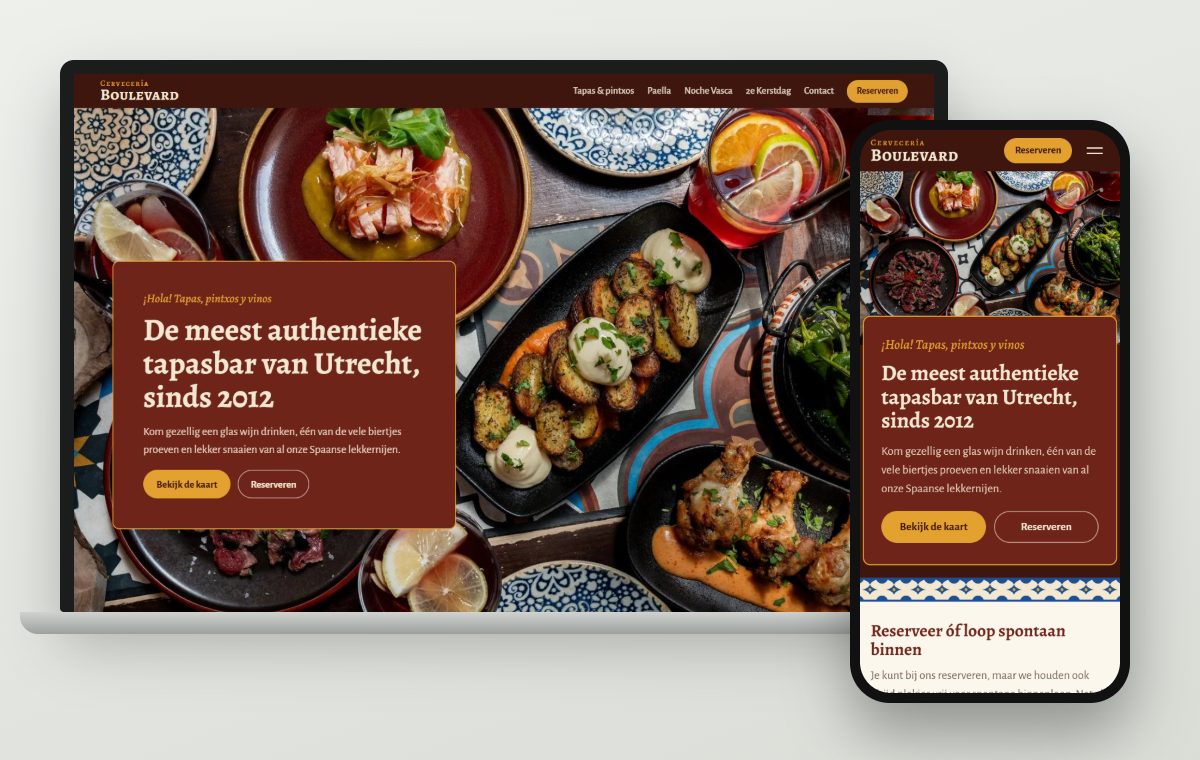 Cervecería
Boulevard
Tapas & pintxos Paella Noche Vasca 2e Kerstdag Contact Reserveren
¡Hola! Tapas, pintxos y vinos
De meest authentieke
tapasbar van Utrecht,
sinds 2012
Kom gezellig een glas wijn drinken, één van de vele biertjes
proeven en lekker snaaien van al onze Spaanse lekkernijen.
Bekijk de kaart Reserveren
Cervecería
Boulevard
Reserveren
¡Hola! Tapas, pintxos y vinos
De meest authentieke
tapasbar van Utrecht,
sinds 2012
Kom gezellig een glas wijn drinken, één van de
vele biertjes proeven en lekker snaaien van al
onze Spaanse lekkernijen.
Bekijk de kaart Reserveren
Reserveer óf loop spontaan
binnen
Je kunt bij ons reserveren, maar we houden ook